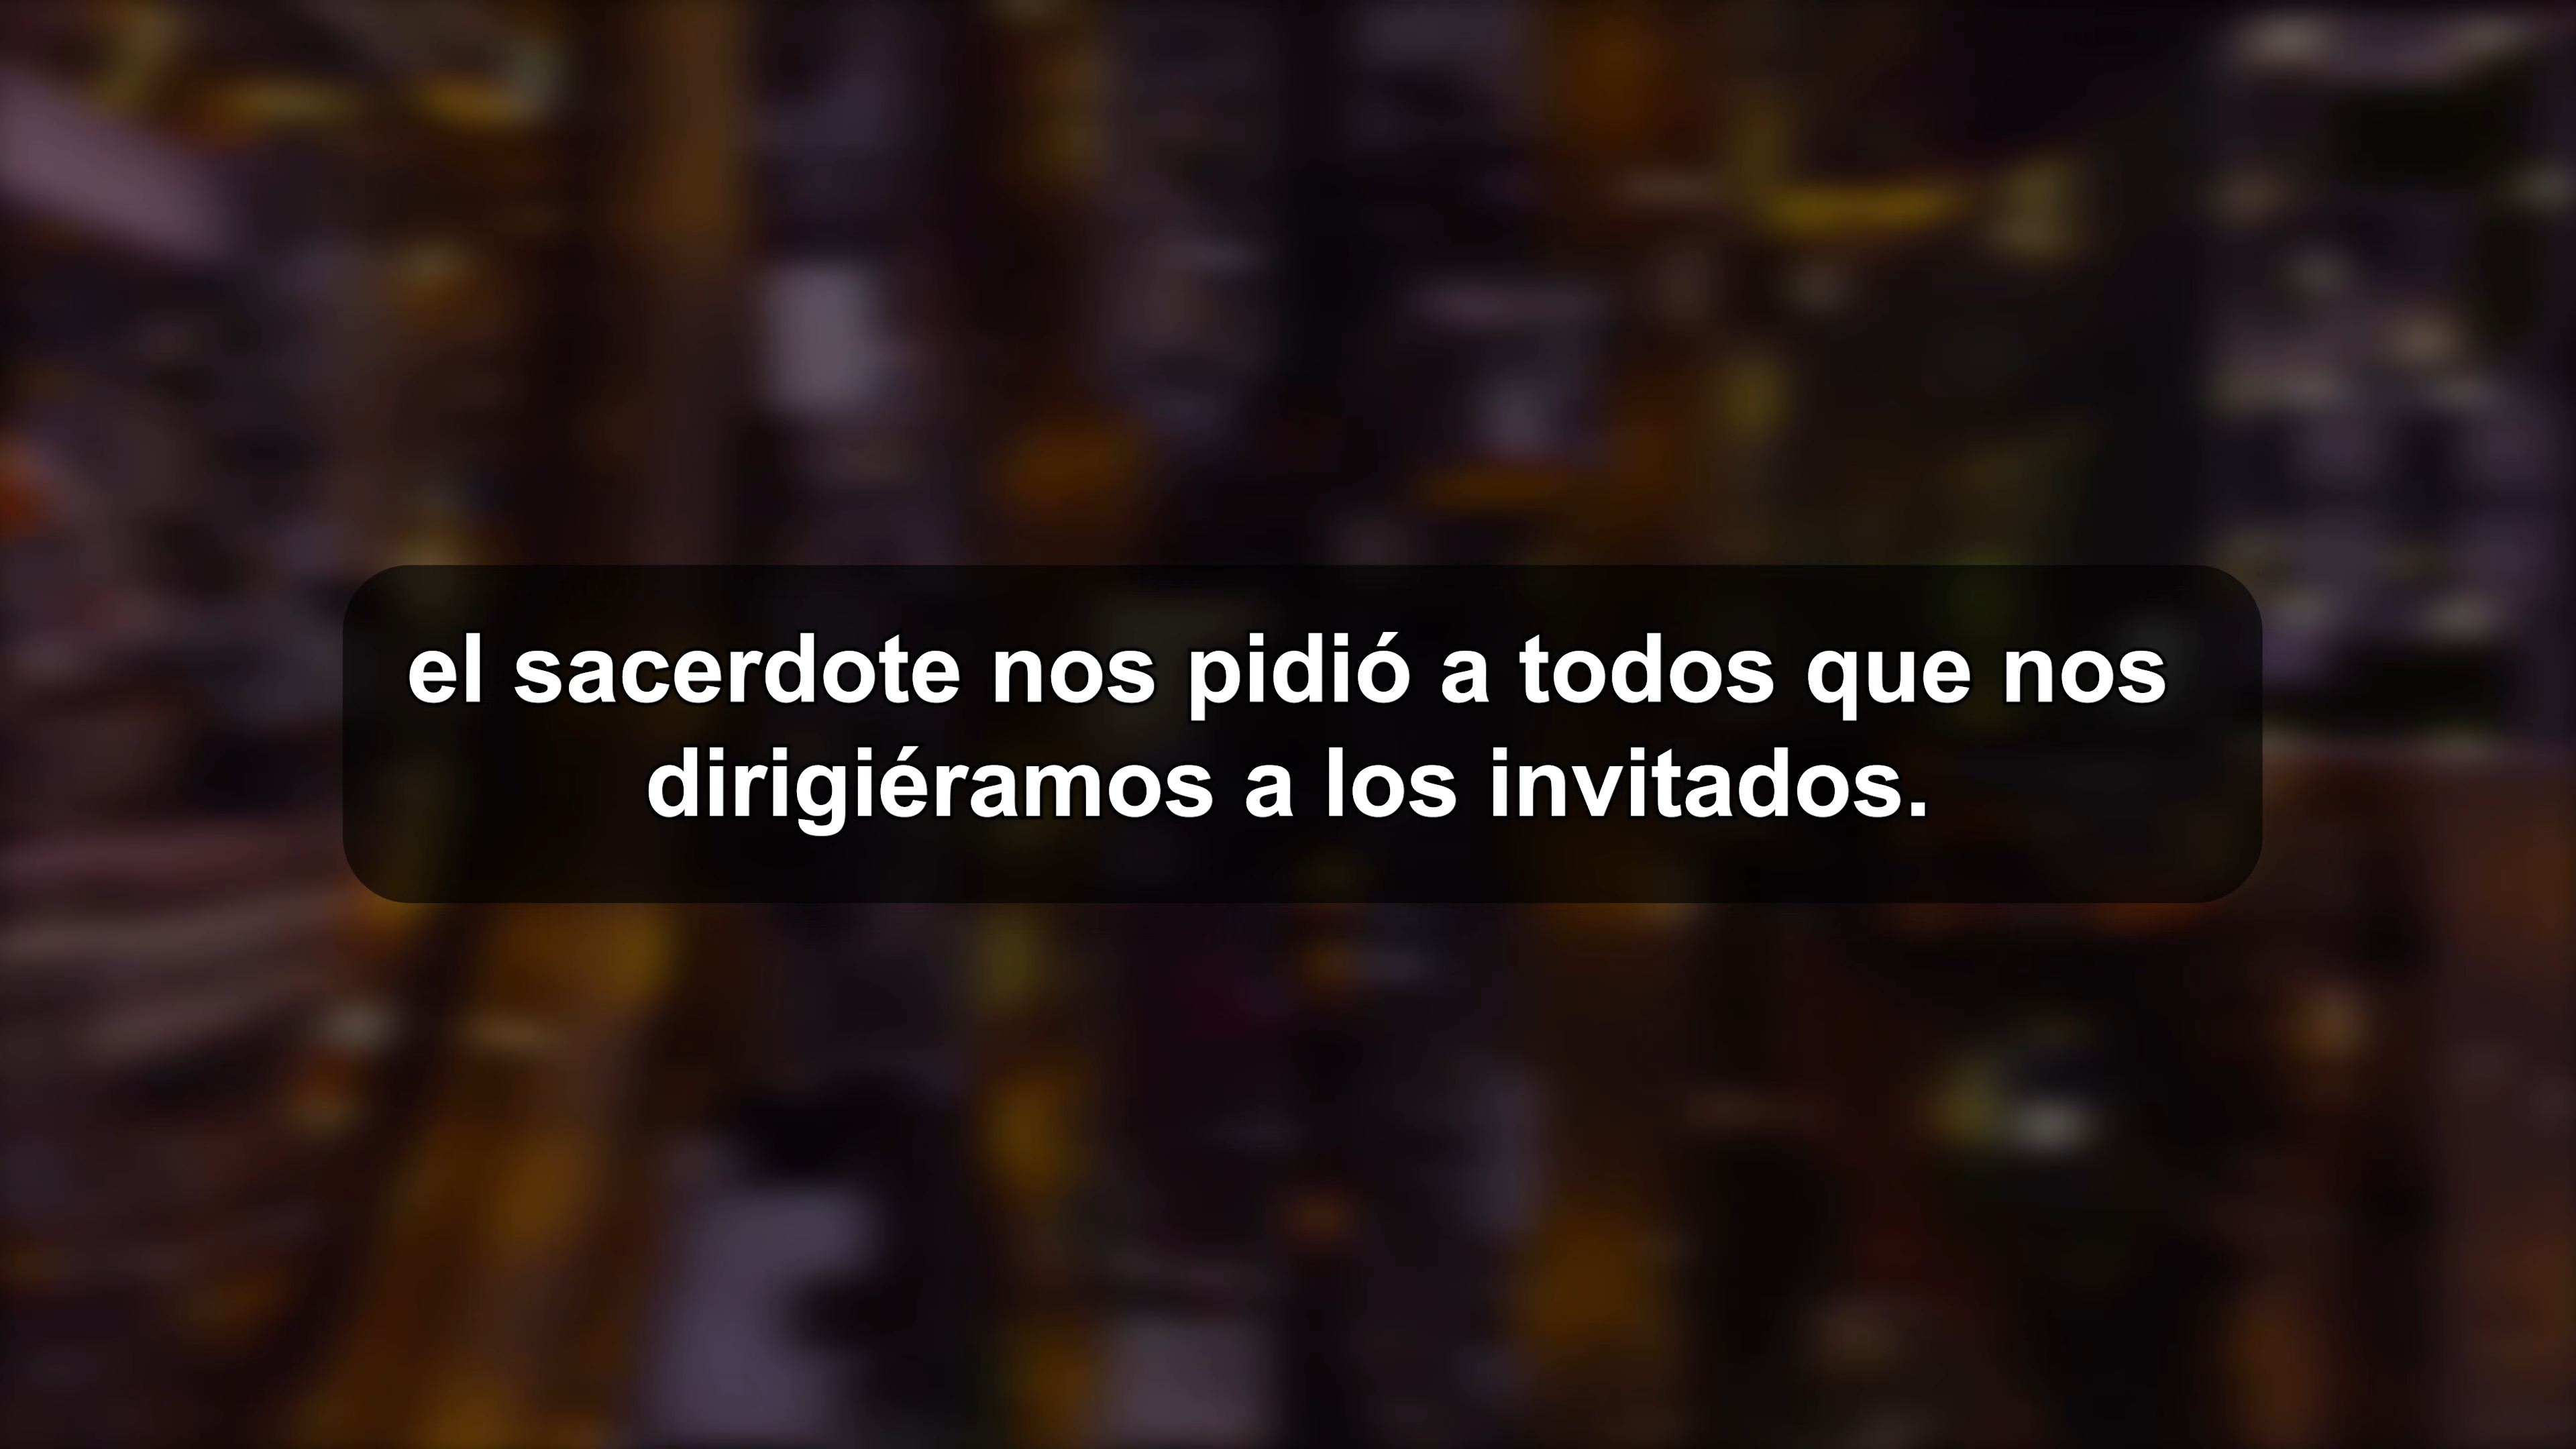 el sacerdote nos pidió a todos que nos
dirigiéramos a los invitados.